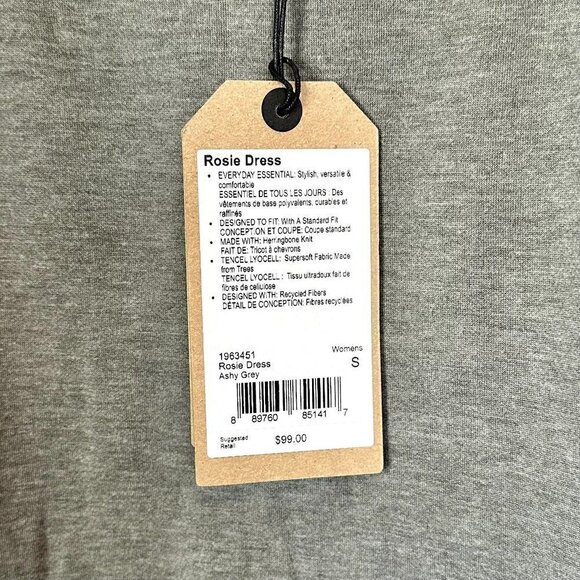 Rosie Dress
• EVERYDAY ESSENTIAL: Stylish, versatile &
comfortable
ESSENTIEL DE TOUS LES JOURS : Des
vêtements de base polyvalents, durables et
raffinés
• DESIGNED TO FIT: With A Standard Fit
CONCEPTION ET COUPE: Coupe standard
• MADE WITH: Herringbone Knit
FAIT DE: Tricot à chevrons
• TENCEL LYOCELL: Supersoft Fabric Made
from Trees
TENCEL LYOCELL : Tissu ultradoux fait de
fibres de cellulose
• DESIGNED WITH: Recycled Fibers
DÉTAIL DE CONCEPTION: Fibres recyclées
1963451 Womens
Rosie Dress S
Ashy Grey
8 89760 85141 7
Suggested
Retail $99.00